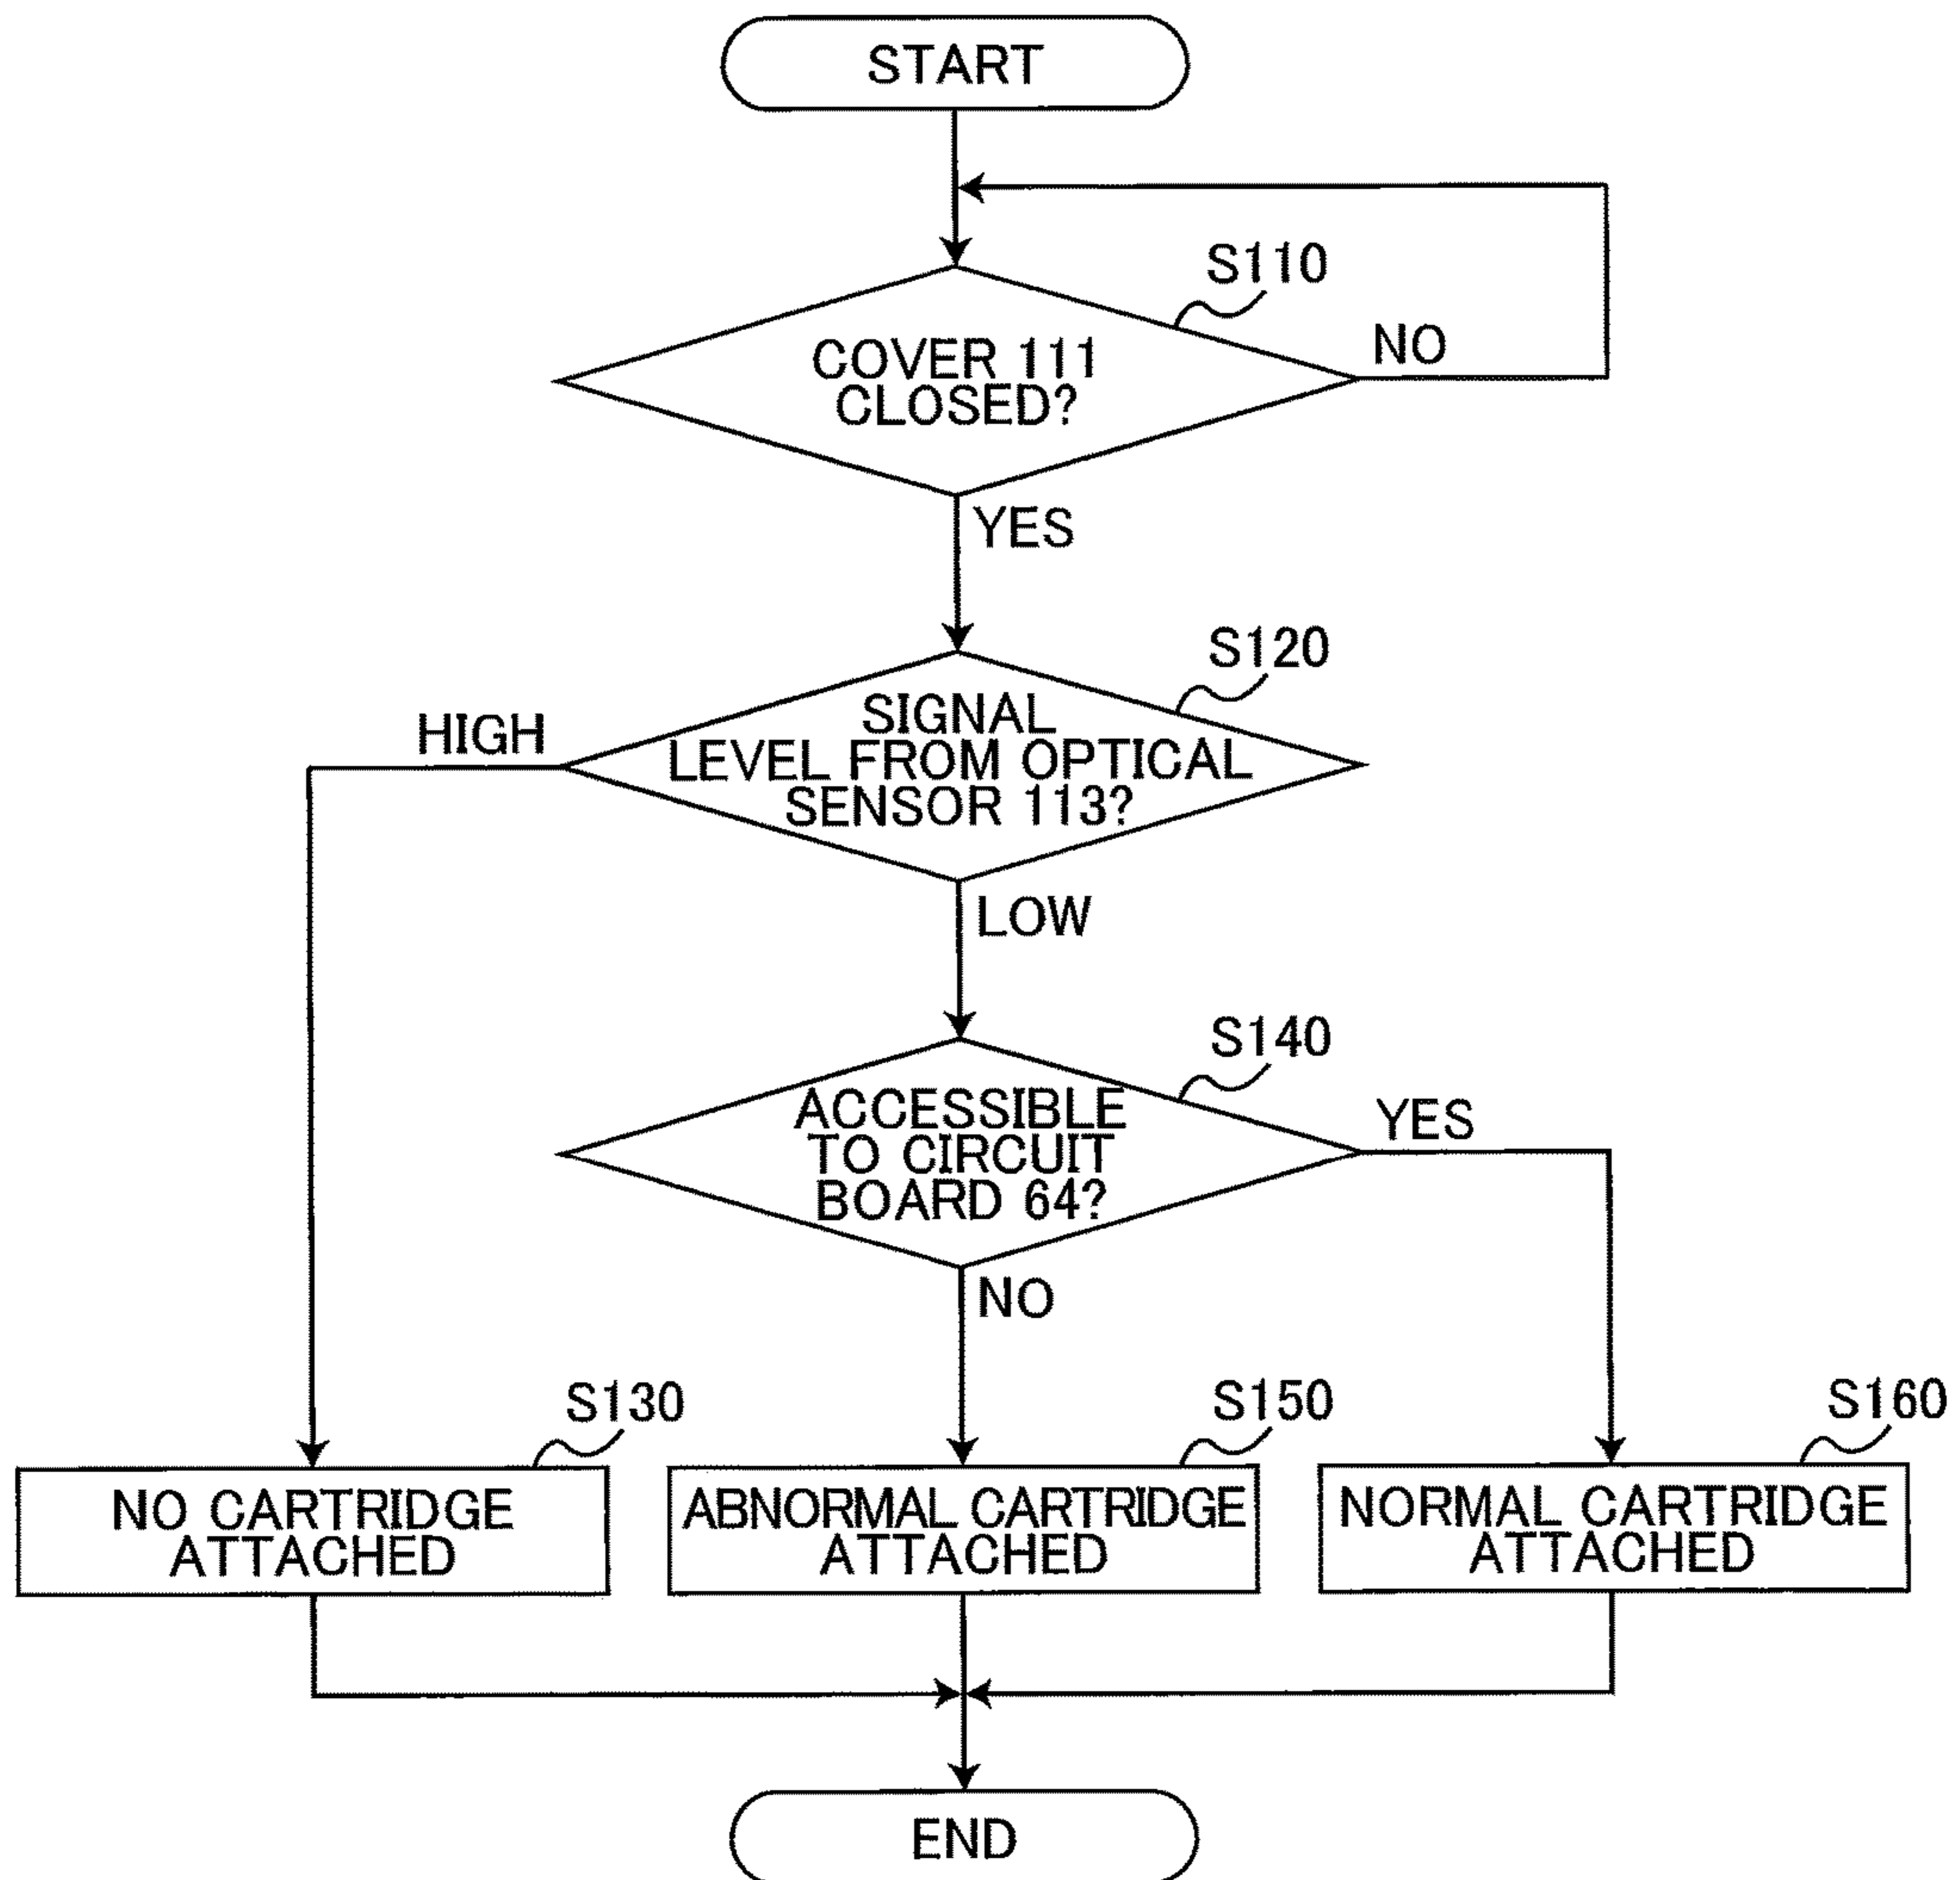 START
S110
COVER 111
CLOSED?
NO
YES
S120
SIGNAL
LEVEL FROM OPTICAL
SENSOR 113?
HIGH
LOW
S140
ACCESSIBLE
TO CIRCUIT
BOARD 64?
YES
NO
S130
NO CARTRIDGE
ATTACHED
S150
ABNORMAL CARTRIDGE
ATTACHED
S160
NORMAL CARTRIDGE
ATTACHED
END